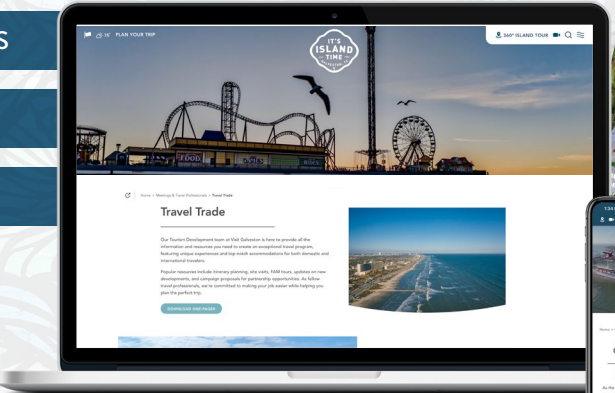 S
PLAN YOUR TRIP
IT'S
ISLAND
TIME
360° ISLAND TOUR
FOOD
RIDES
Home > Meetings & Travel Professionals > Travel Trade
Travel Trade
Our Tourism Development team at Visit Galveston is here to provide all the
information and resources you need to create an exceptional travel program,
featuring unique experiences and top-notch accommodations for both domestic and
international travelers.
Popular resources include itinerary planning, site visits, FAM tours, updates on new
developments, and campaign proposals for partnership opportunities. As fellow
travel professionals, we're committed to making your job easier while helping you
plan the perfect trip.
DOWNLOAD ONE PAGER
Home >
As the